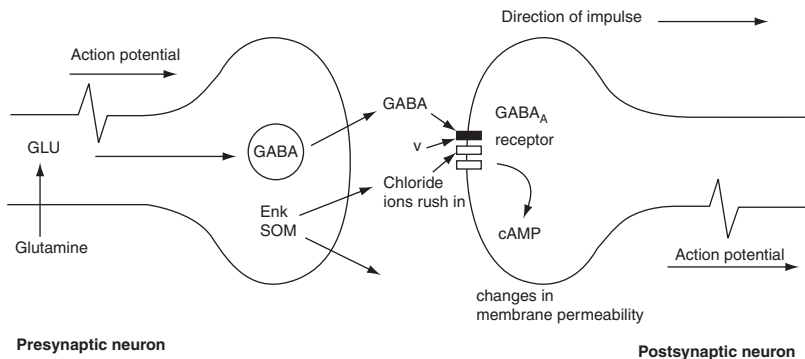 Direction of impulse
Action potential
GABA
GABAA
receptor
GLU
GABA
v
Chloride
ions rush in
Enk
SOM
cAMP
Glutamine
Action potential
changes in
membrane permeability
Presynaptic neuron
Postsynaptic neuron